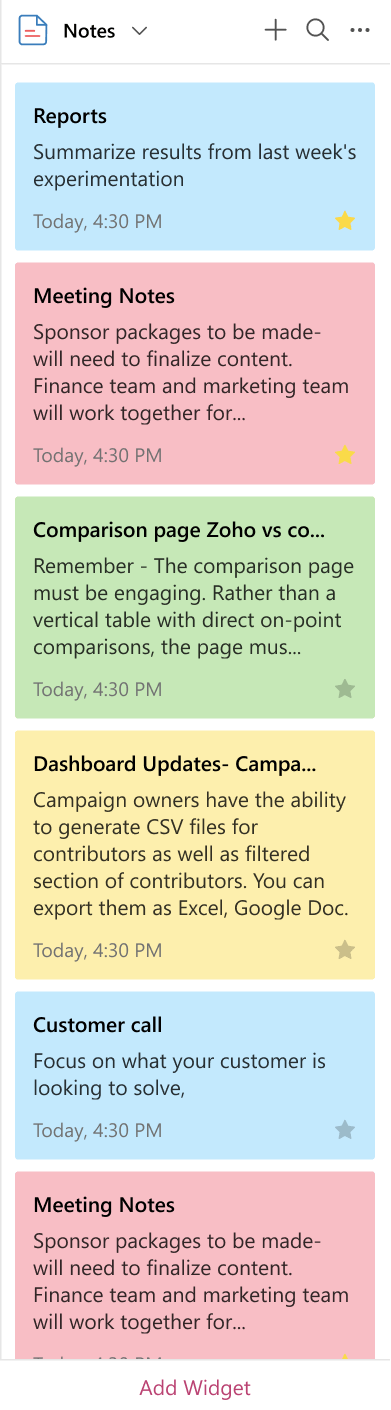 Notes
Reports
Summarize results from last week's
experimentation
Today, 4:30 PM
Meeting Notes
Sponsor packages to be made-
will need to finalize content.
Finance team and marketing team
will work together for...
Today, 4:30 PM
Comparison page Zoho vs co...
Remember - The comparison page
must be engaging. Rather than a
vertical table with direct on-point
comparisons, the page mus...
Today, 4:30 PM
Dashboard Updates- Campa...
Campaign owners have the ability
to generate CSV files for
contributors as well as filtered
section of contributors. You can
export them as Excel, Google Doc.
Today, 4:30 PM
Customer call
Focus on what your customer is
looking to solve,
Today, 4:30 PM
Meeting Notes
Sponsor packages to be made-
will need to finalize content.
Finance team and marketing team
will work together for...
Add Widget